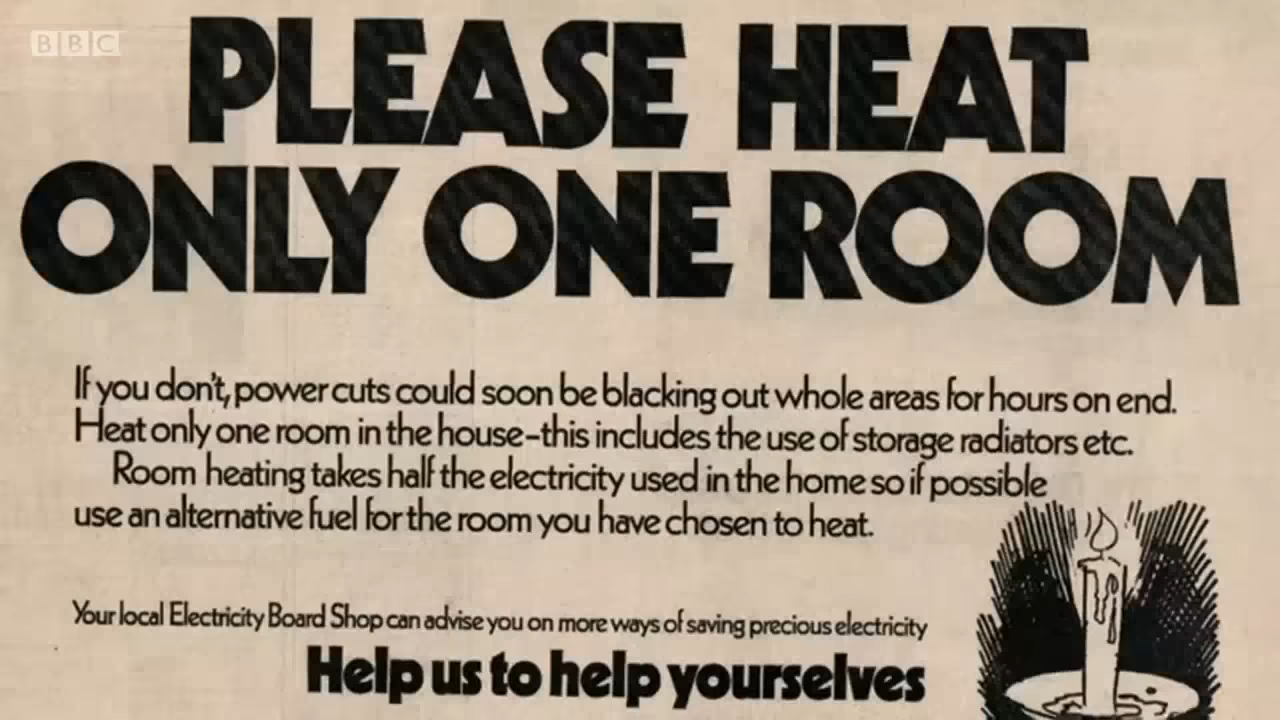 BBC
PLEASE HEAT
ONLY ONE ROOM
If you don't, power cuts could soon be blacking out whole areas for hours on end.
Heat only one room in the house-this includes the use of storage radiators etc.
Room heating takes half the electricity used in the home so if possible
use an alternative fuel for the room you have chosen to heat.
Your local Electricity Board Shop can advise you on more ways of saving precious electricity
Help us to help yourselves